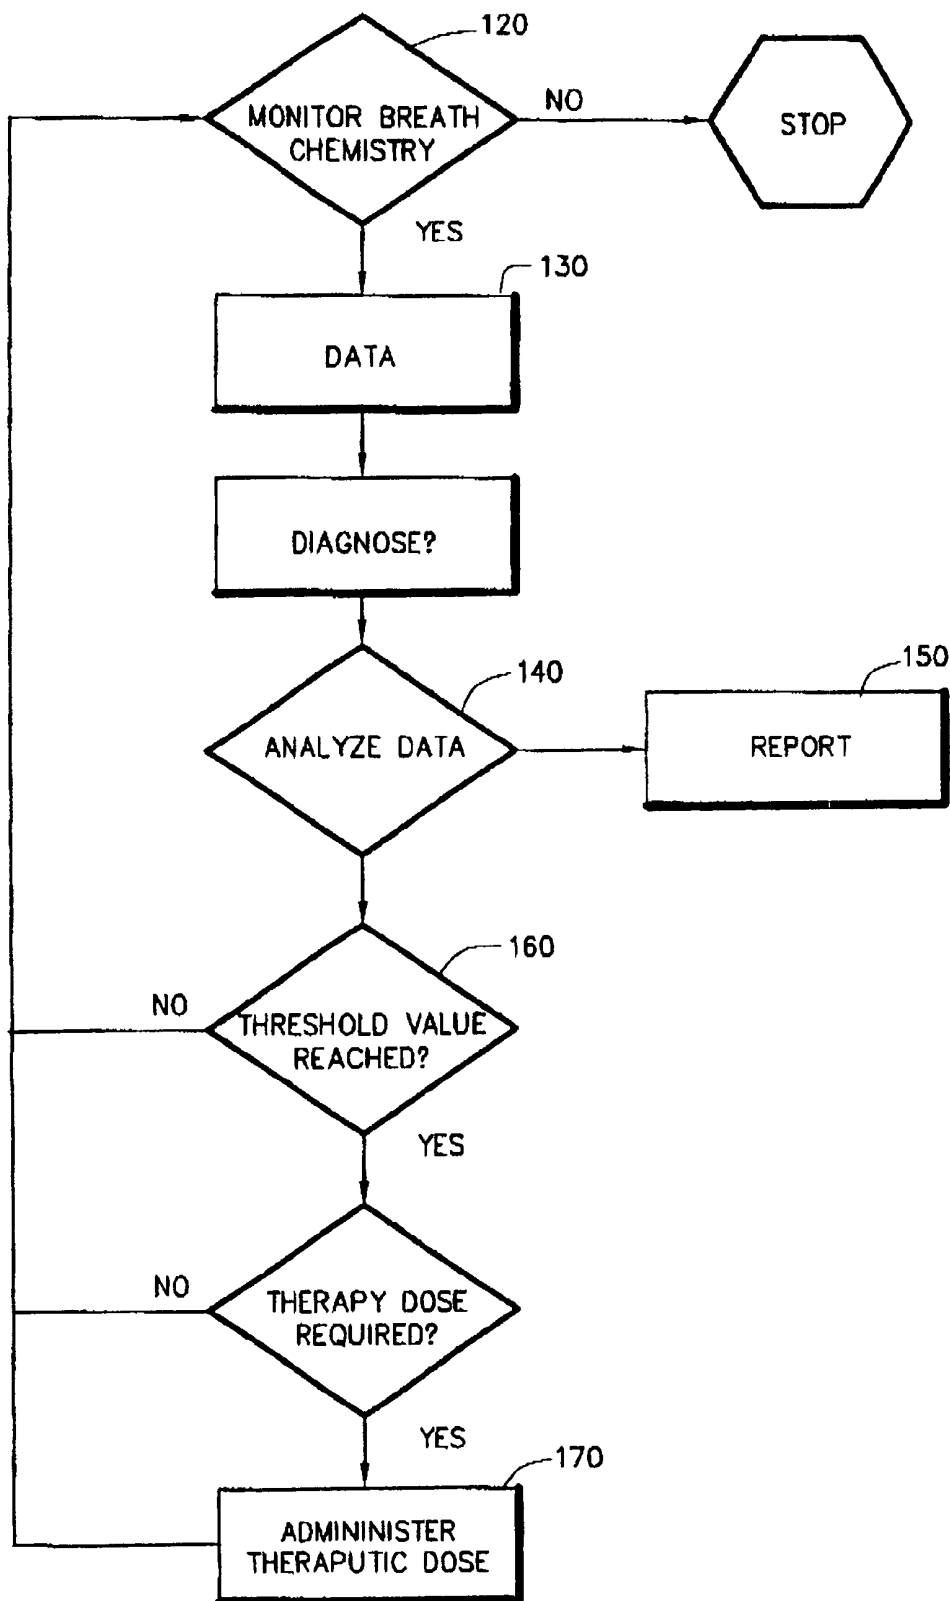 120
MONITOR BREATH
CHEMISTRY
NO
STOP
YES
130
DATA
DIAGNOSE?
140
ANALYZE DATA
150
REPORT
160
NO
THRESHOLD VALUE
REACHED?
YES
NO
THERAPY DOSE
REQUIRED?
YES
170
ADMININISTER
THERAPUTIC DOSE